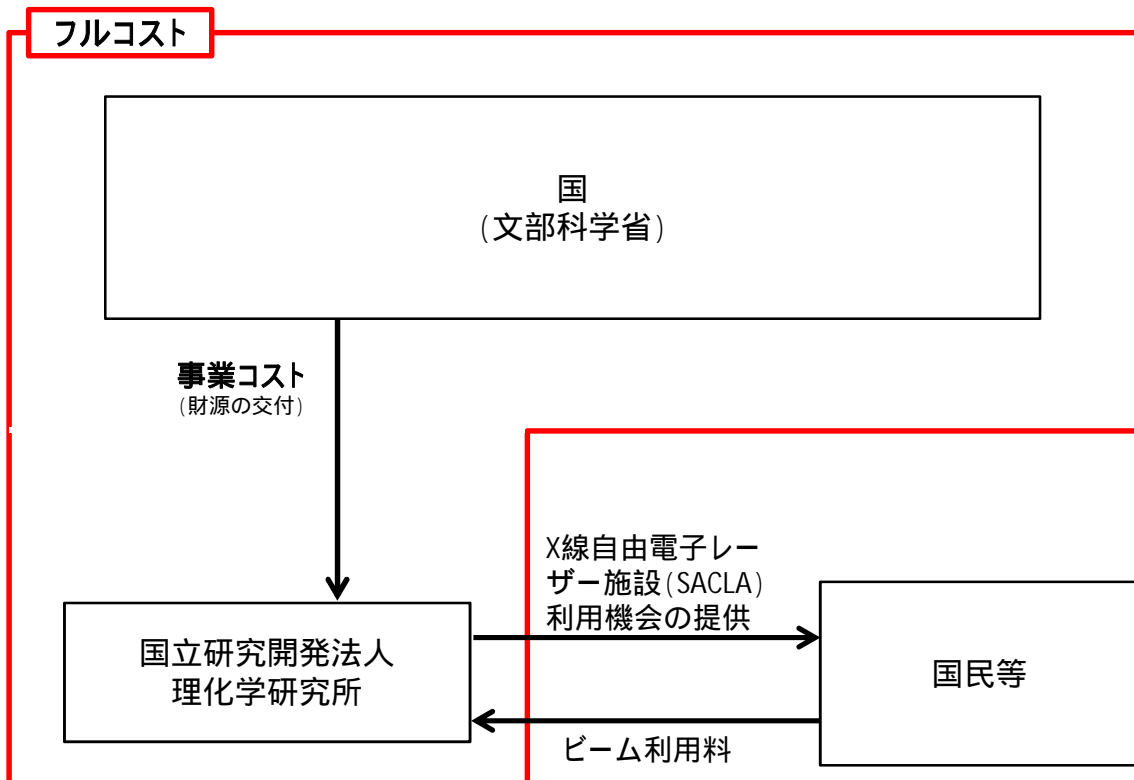 フルコスト
国
(文部科学省)
事業コスト
(財源の交付)
X線自由電子レー
ザー施設(SACLA)
利用機会の提供
国立研究開発法人
理化学研究所
国民等
ビーム利用料